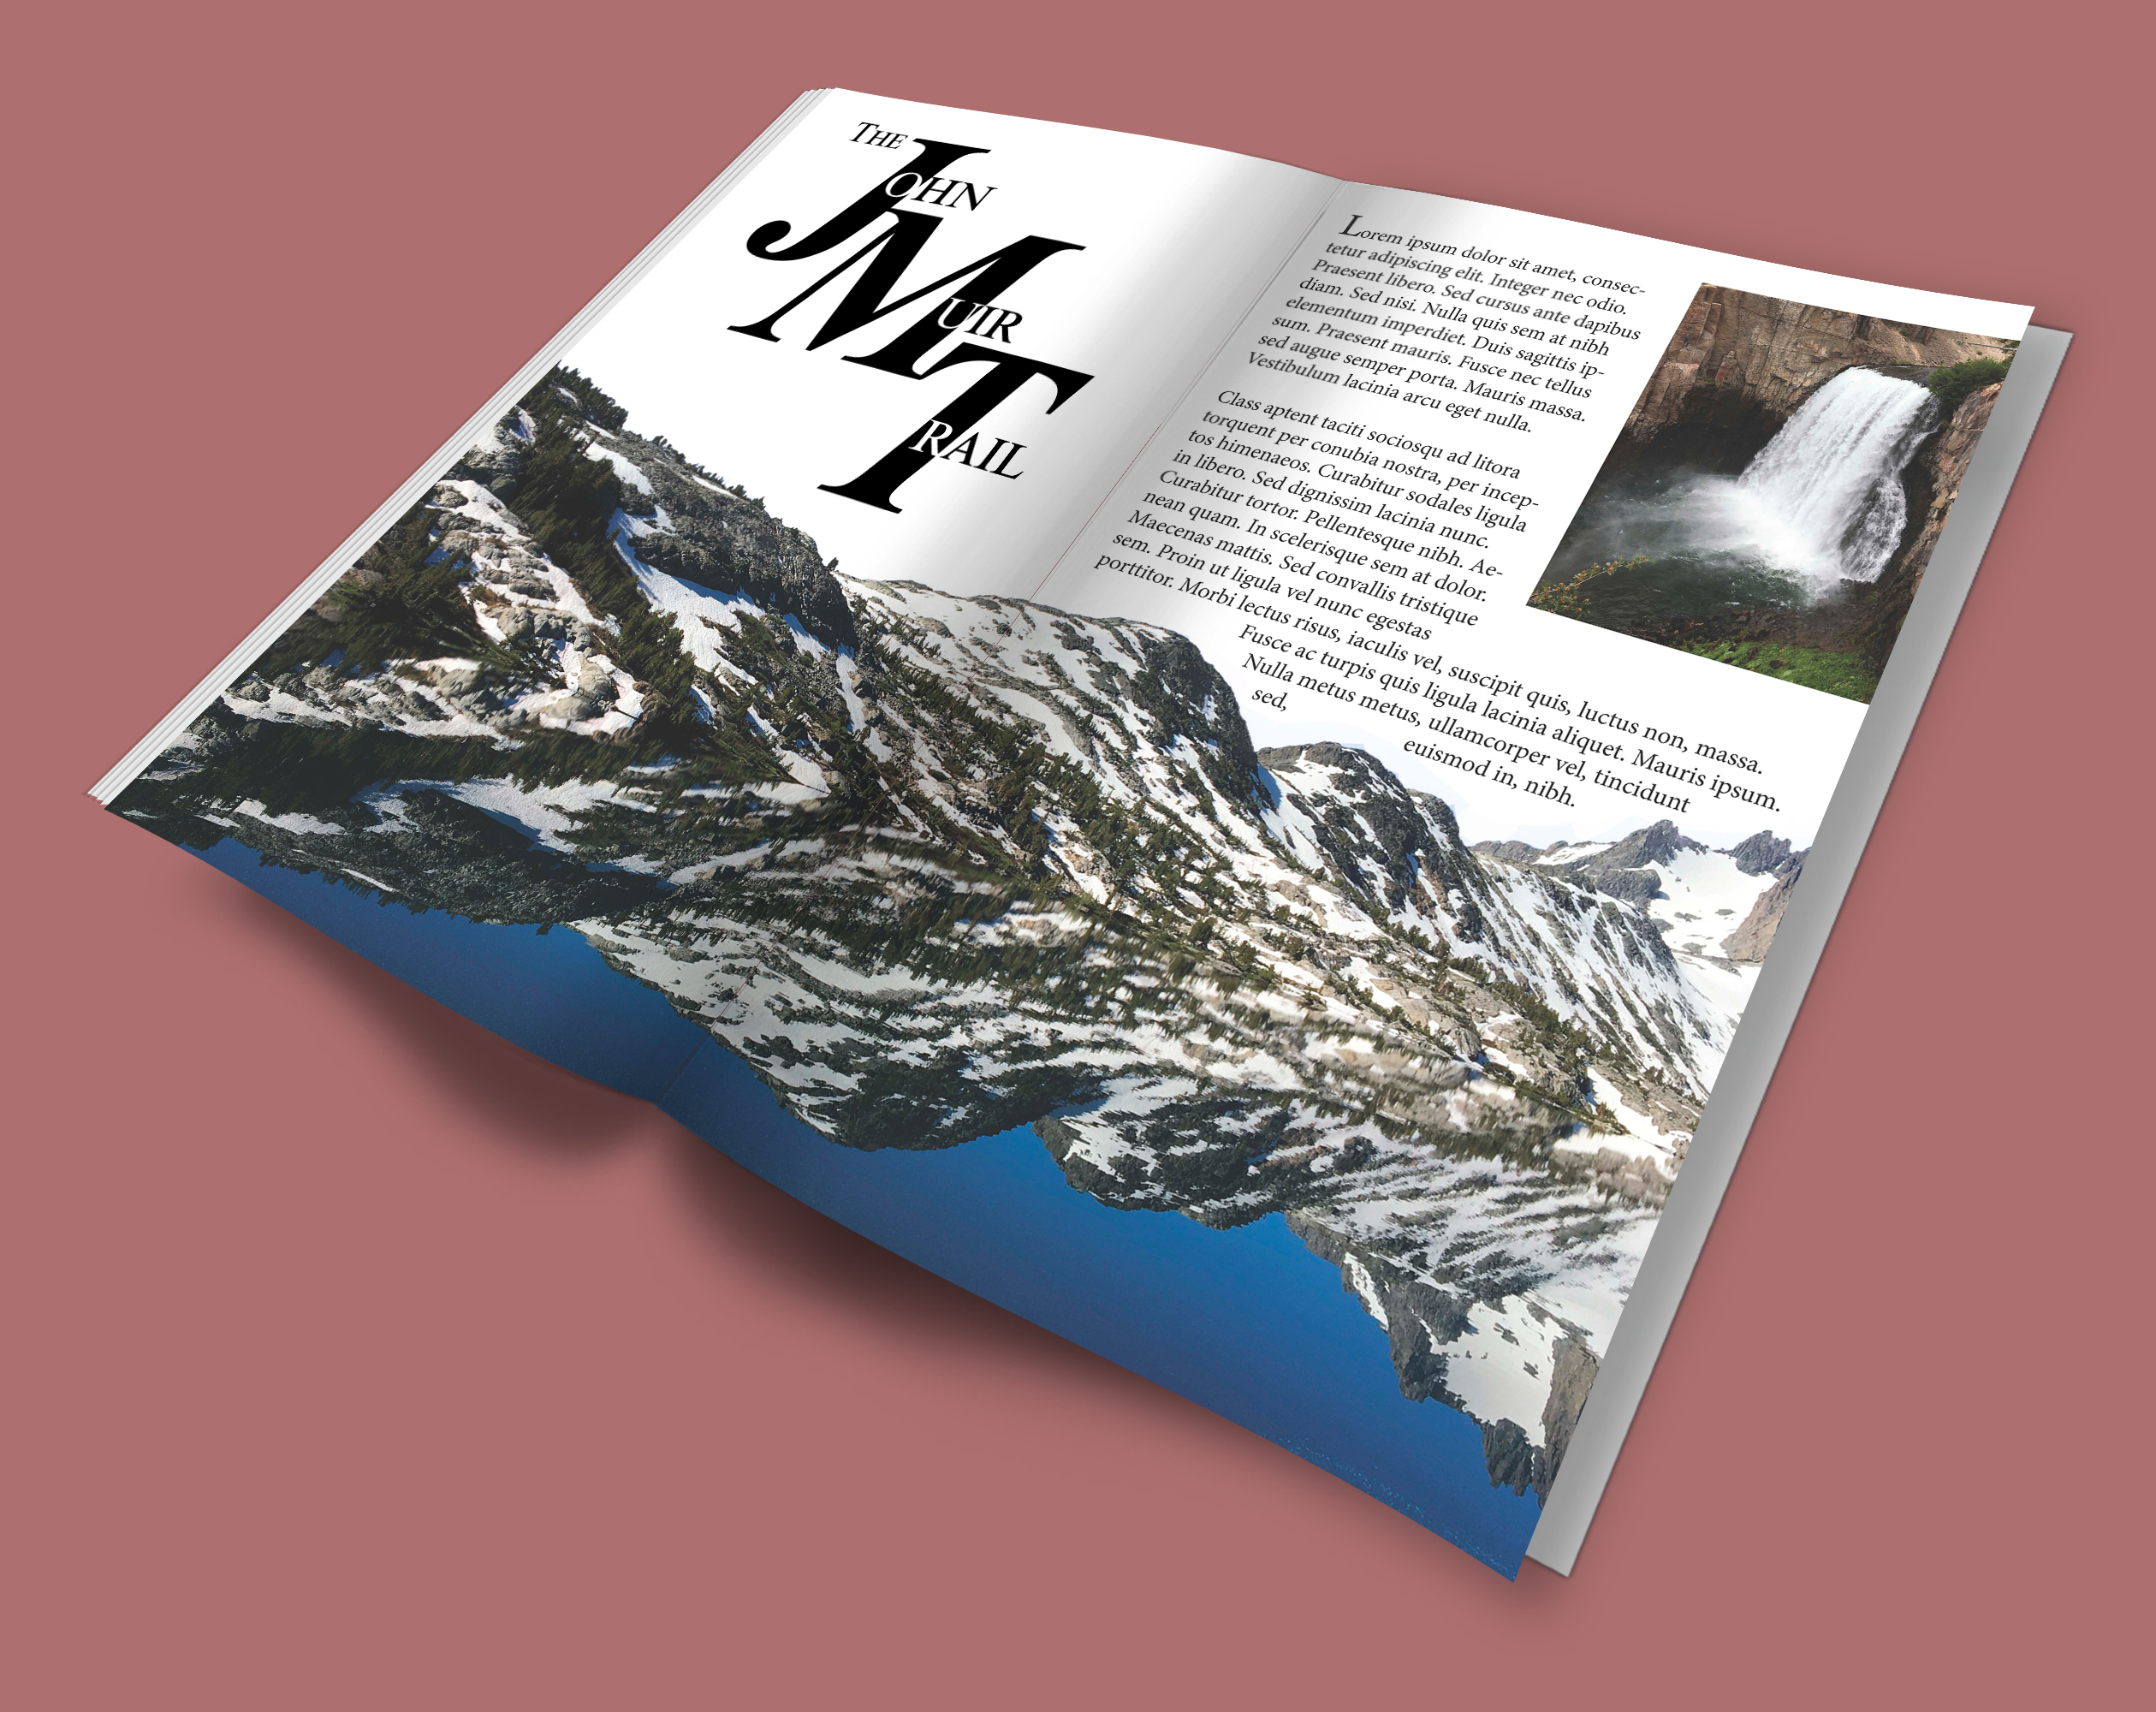 THE
JOHN
MUIR
TRAIL
Lorem ipsum dolor sit amet, consec-
tetur adipiscing elit. Integer nec odio.
Praesent libero. Sed cursus ante dapibus
diam. Sed nisi. Nulla quis sem at nibh
elementum imperdiet. Duis sagittis ip-
sum. Praesent mauris. Fusce nec tellus
sed augue semper porta. Mauris massa.
Vestibulum lacinia arcu eget nulla.
Class aptent taciti sociosqu ad litora
torquent per conubia nostra, per incep-
tos himenaeos. Curabitur sodales ligula
in libero. Sed dignissim lacinia nunc.
Curabitur tortor. Pellentesque nibh. Ae-
nean quam. In scelerisque sem at dolor.
Maecenas mattis. Sed convallis tristique
sem. Proin ut ligula vel nunc egestas
porttitor. Morbi lectus risus, iaculis vel, suscipit quis, luctus non, massa.
Fusce ac turpis quis ligula lacinia aliquet. Mauris ipsum.
Nulla metus metus, ullamcorper vel, tincidunt
sed,
euismod in, nibh.